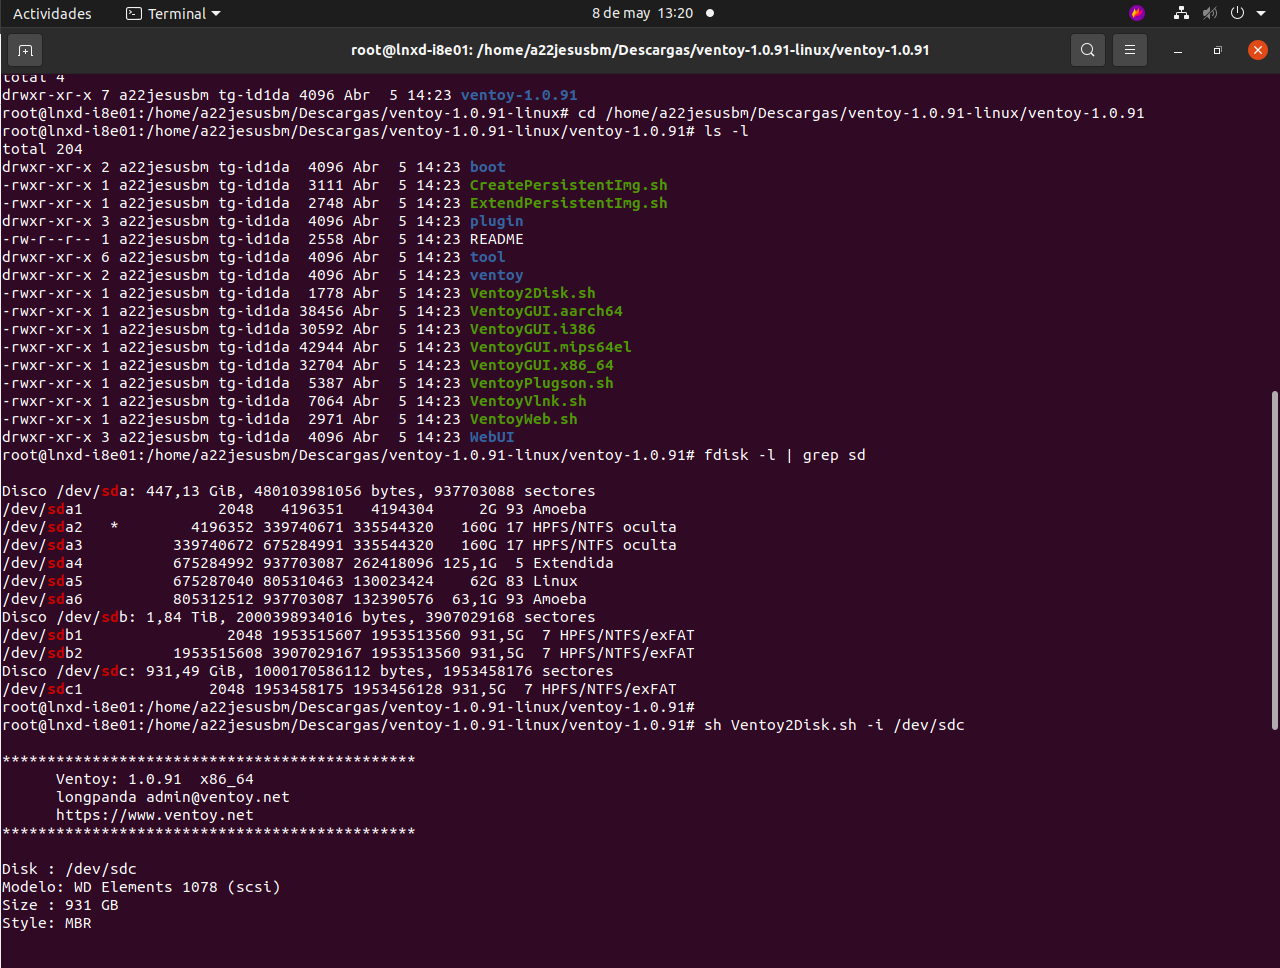 Actividades
Terminal
8 de may 13:20
root@lnxd-i8e01: /home/a22jesusbm/Descargas/ventoy-1.0.91-linux/ventoy-1.0.91
total 4
drwxr-xr-x 7 a22jesusbm tg-id1da 4096 Abr  5 14:23 ventoy-1.0.91
root@lnxd-i8e01:/home/a22jesusbm/Descargas/ventoy-1.0.91-linux# cd /home/a22jesusbm/Descargas/ventoy-1.0.91-linux/ventoy-1.0.91
root@lnxd-i8e01:/home/a22jesusbm/Descargas/ventoy-1.0.91-linux/ventoy-1.0.91# ls -l
total 204
drwxr-xr-x 2 a22jesusbm tg-id1da  4096 Abr  5 14:23 boot
-rwxr-xr-x 1 a22jesusbm tg-id1da  3111 Abr  5 14:23 CreatePersistentImg.sh
-rwxr-xr-x 1 a22jesusbm tg-id1da  2748 Abr  5 14:23 ExtendPersistentImg.sh
drwxr-xr-x 3 a22jesusbm tg-id1da  4096 Abr  5 14:23 plugin
-rw-r--r-- 1 a22jesusbm tg-id1da  2558 Abr  5 14:23 README
drwxr-xr-x 6 a22jesusbm tg-id1da  4096 Abr  5 14:23 tool
drwxr-xr-x 2 a22jesusbm tg-id1da  4096 Abr  5 14:23 ventoy
-rwxr-xr-x 1 a22jesusbm tg-id1da  1778 Abr  5 14:23 Ventoy2Disk.sh
-rwxr-xr-x 1 a22jesusbm tg-id1da 38456 Abr  5 14:23 VentoyGUI.aarch64
-rwxr-xr-x 1 a22jesusbm tg-id1da 30592 Abr  5 14:23 VentoyGUI.i386
-rwxr-xr-x 1 a22jesusbm tg-id1da 42944 Abr  5 14:23 VentoyGUI.mips64el
-rwxr-xr-x 1 a22jesusbm tg-id1da 32704 Abr  5 14:23 VentoyGUI.x86_64
-rwxr-xr-x 1 a22jesusbm tg-id1da  5387 Abr  5 14:23 VentoyPlugson.sh
-rwxr-xr-x 1 a22jesusbm tg-id1da  7064 Abr  5 14:23 VentoyVlnk.sh
-rwxr-xr-x 1 a22jesusbm tg-id1da  2971 Abr  5 14:23 VentoyWeb.sh
drwxr-xr-x 3 a22jesusbm tg-id1da  4096 Abr  5 14:23 WebUI
root@lnxd-i8e01:/home/a22jesusbm/Descargas/ventoy-1.0.91-linux/ventoy-1.0.91# fdisk -l | grep sd
Disco /dev/sda: 447,13 GiB, 480103981056 bytes, 937703088 sectores
/dev/sda1               2048   4196351   4194304     2G 93 Amoeba
/dev/sda2   *        4196352 339740671 335544320   160G 17 HPFS/NTFS oculta
/dev/sda3          339740672 675284991 335544320   160G 17 HPFS/NTFS oculta
/dev/sda4          675284992 937703087 262418096 125,1G  5 Extendida
/dev/sda5          675287040 805310463 130023424    62G 83 Linux
/dev/sda6          805312512 937703087 132390576  63,1G 93 Amoeba
Disco /dev/sdb: 1,84 TiB, 2000398934016 bytes, 3907029168 sectores
/dev/sdb1                2048 1953515607 1953513560 931,5G  7 HPFS/NTFS/exFAT
/dev/sdb2          1953515608 3907029167 1953513560 931,5G  7 HPFS/NTFS/exFAT
Disco /dev/sdc: 931,49 GiB, 1000170586112 bytes, 1953458176 sectores
/dev/sdc1              2048 1953458175 1953456128 931,5G  7 HPFS/NTFS/exFAT
root@lnxd-i8e01:/home/a22jesusbm/Descargas/ventoy-1.0.91-linux/ventoy-1.0.91#
root@lnxd-i8e01:/home/a22jesusbm/Descargas/ventoy-1.0.91-linux/ventoy-1.0.91# sh Ventoy2Disk.sh -i /dev/sdc
**********************************************
Ventoy: 1.0.91  x86_64
longpanda admin@ventoy.net
https://www.ventoy.net
**********************************************
Disk : /dev/sdc
Modelo: WD Elements 1078 (scsi)
Size : 931 GB
Style: MBR